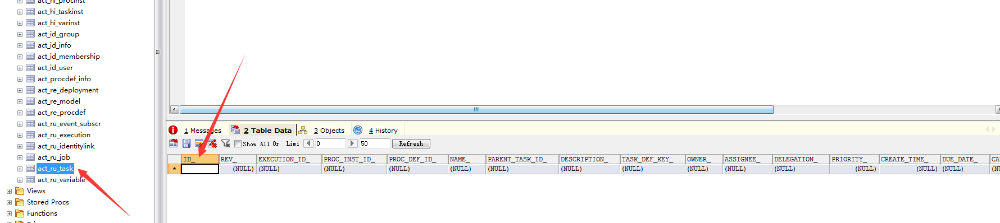 act_hi_procinst
act_hi_taskinst
act_hi_varinst
act_id_group
act_id_info
act_id_membership
act_id_user
act_procdef_info
act_re_deployment
act_re_model
act_re_procdef
act_ru_event_subscr
act_ru_execution
act_ru_identitylink
act_ru_job
act_ru_task
act_ru_variable
Views
Stored Procs
Functions
1 Messages 2 Table Data 3 Objects 4 History
Show All Or Limi 0 50 Refresh
ID_ REV_ EXECUTION_ID_ PROC_INST_ID_ PROC_DEF_ID_ NAME_ PARENT_TASK_ID_ DESCRIPTION_ TASK_DEF_KEY_ OWNER_ ASSIGNEE_ DELEGATION_ PRIORITY_ CREATE_TIME_ DUE_DATE_ CA
* (NULL) (NULL) (NULL) (NULL) (NULL) (NULL) (NULL) (NULL) (NULL) (NULL) (NULL) (NULL) (NULL) (NULL) (NU